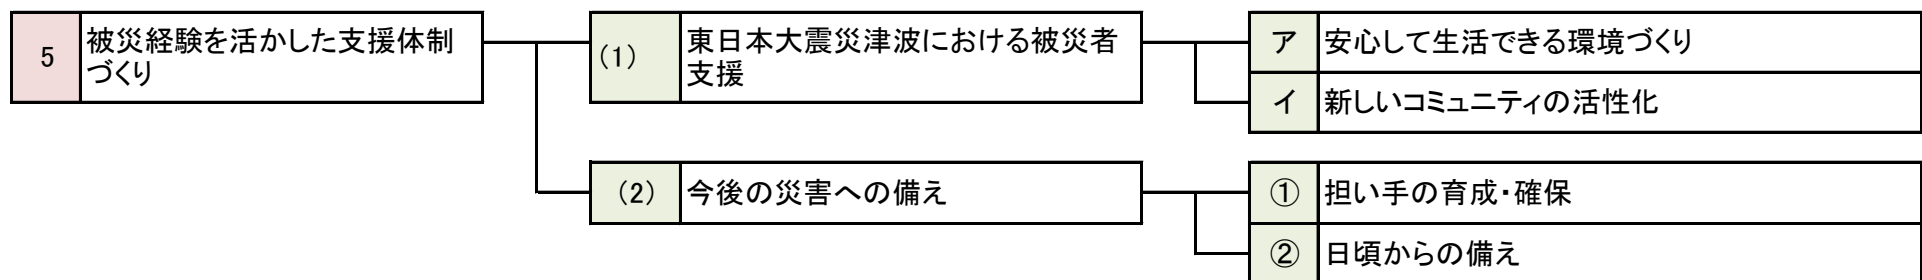 5
被災経験を活かした支援体制
づくり
(1)
東日本大震災津波における被災者
支援
ア
安心して生活できる環境づくり
イ
新しいコミュニティの活性化
(2)
今後の災害への備え
①
担い手の育成・確保
②
日頃からの備え